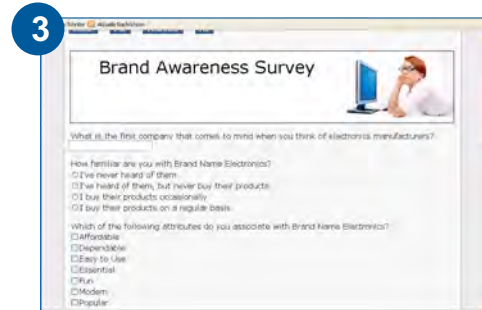 3
Brand Awareness Survey
What is the first company that comes to mind when you think of electronics manufacturers?
How familiar are you with Brand Name Electronics?
I've never heard of them
I've heard of them, but never buy their products
I buy their products occasionally
I buy their products on a regular basis
Which of the following attributes do you associate with Brand Name Electronics?
Affordable
Dependable
Easy to Use
Essential
Fun
Modern
Popular